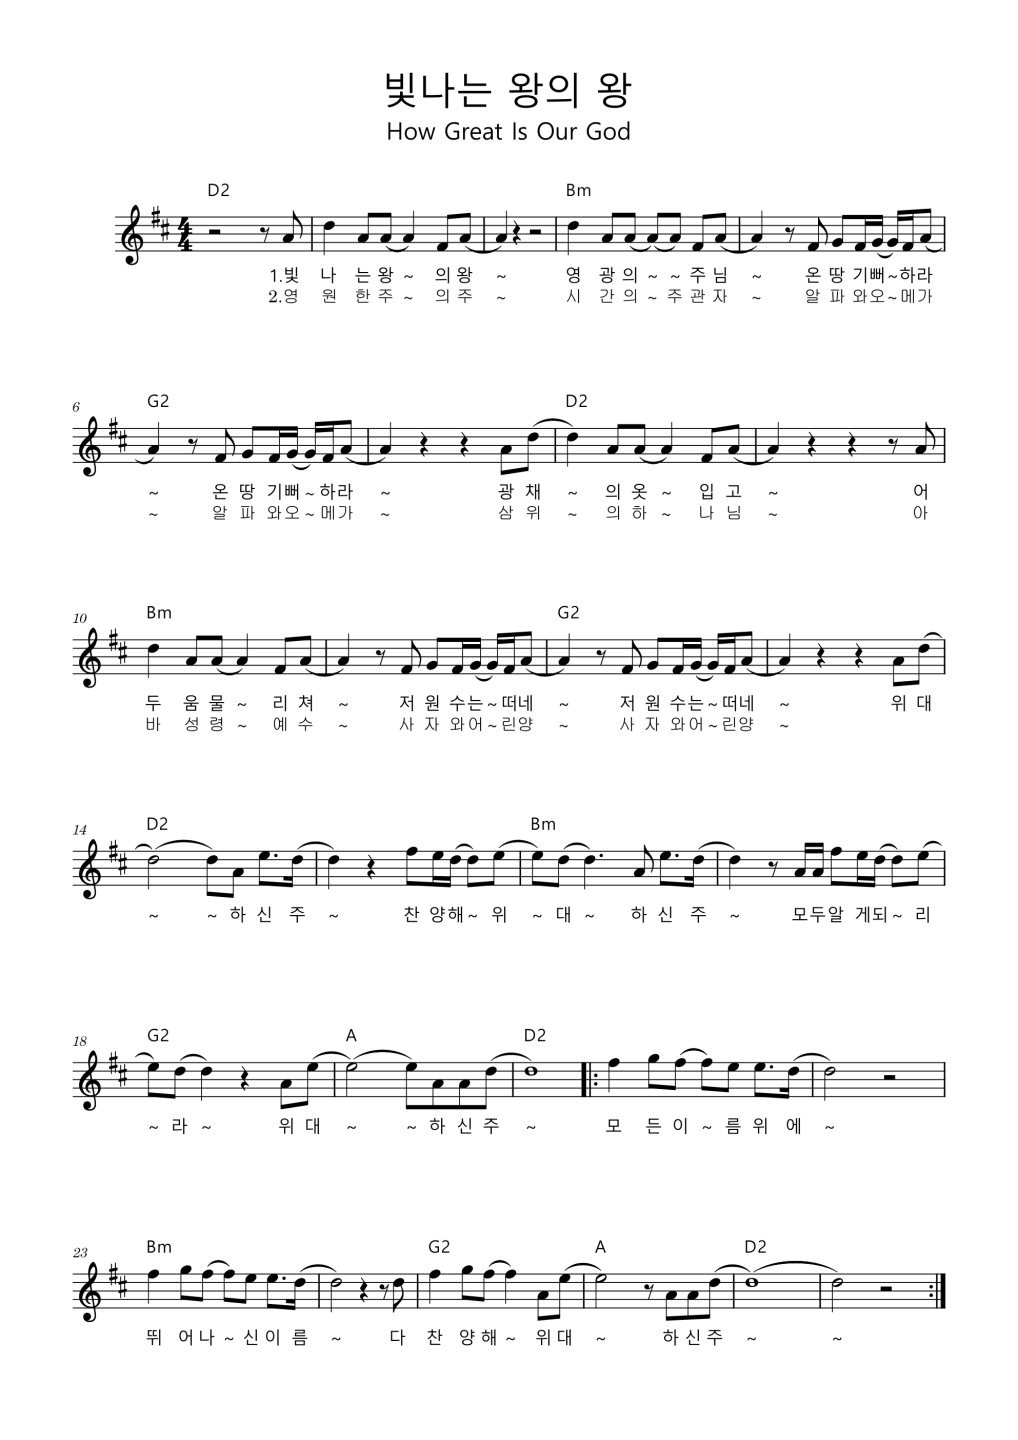 빛나는 왕의 왕
How Great Is Our God
D2 Bm
4 4
1.빛 나 는 왕 ~ 의 왕 ~ 영 광 의 ~ ~ 주 님 ~ 온 땅 기 뻐 ~ 하 라
2.영 원 한 주 ~ 의 주 ~ 시 간 의 ~ 주 관 자 ~ 알 파 와 오 ~ 메 가
6 G2 D2
~ 온 땅 기 뻐 ~ 하 라 ~ 광 채 ~ 의 옷 ~ 입 고 ~ 어
~ 알 파 와 오 ~ 메 가 ~ 삼 위 ~ 의 하 ~ 나 님 ~ 아
10 Bm G2
두 움 물 ~ 리 쳐 ~ 저 원 수 는 ~ 떠 네 ~ 저 원 수 는 ~ 떠 네 ~ 위 대
바 성 령 ~ 예 수 ~ 사 자 와 어 ~ 린 양 ~ 사 자 와 어 ~ 린 양 ~
14 D2 Bm
~ ~ 하 신 주 ~ 찬 양 해 ~ 위 ~ 대 ~ 하 신 주 ~ 모 두 알 게 되 ~ 리
18 G2 A D2
~ 라 ~ 위 대 ~ ~ 하 신 주 ~ 모 든 이 ~ 름 위 에 ~
23 Bm G2 A D2
뛰 어 나 ~ 신 이 름 ~ 다 찬 양 해 ~ 위 대 ~ 하 신 주 ~ ~